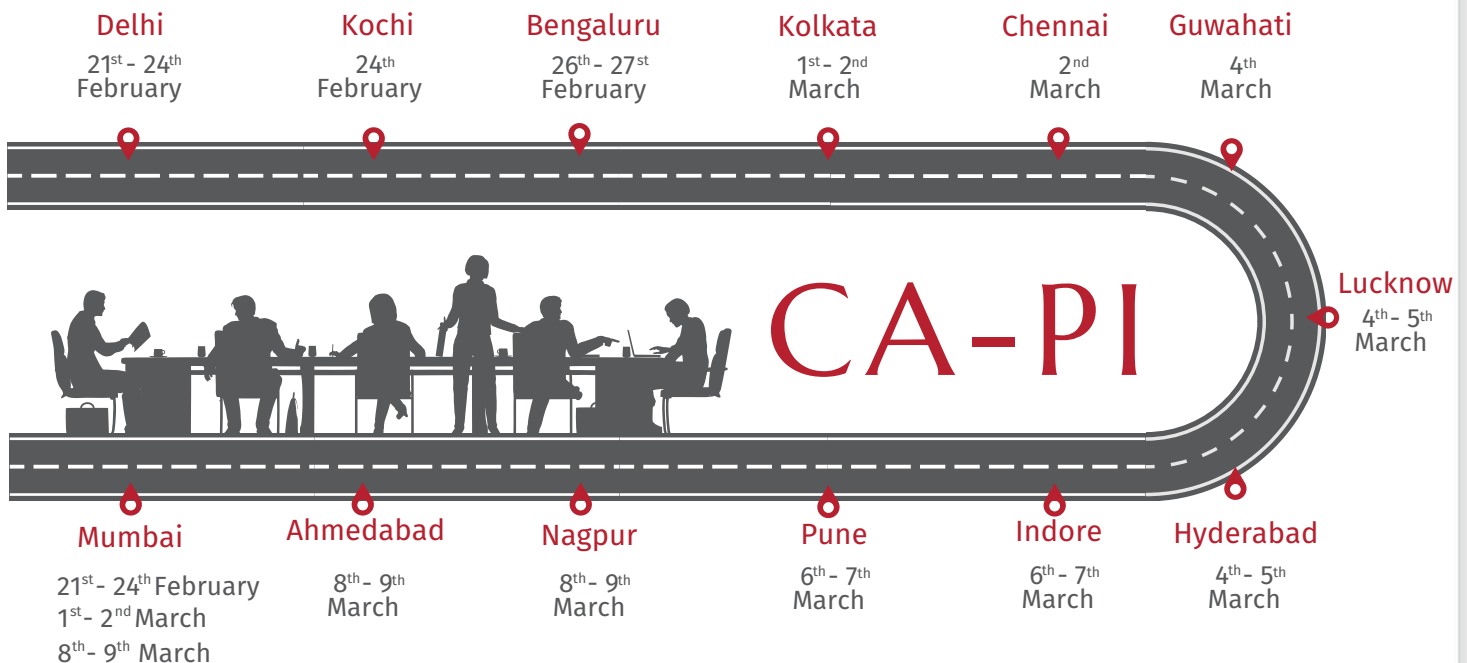 Delhi
21st - 24th
February
Kochi
24th
February
Bengaluru
26th - 27st
February
Kolkata
1st - 2nd
March
Chennai
2nd
March
Guwahati
4th
March
Lucknow
4th - 5th
March
CA-PI
Mumbai
21st - 24th February
1st - 2nd March
8th - 9th March
Ahmedabad
8th - 9th
March
Nagpur
8th - 9th
March
Pune
6th - 7th
March
Indore
6th - 7th
March
Hyderabad
4th - 5th
March